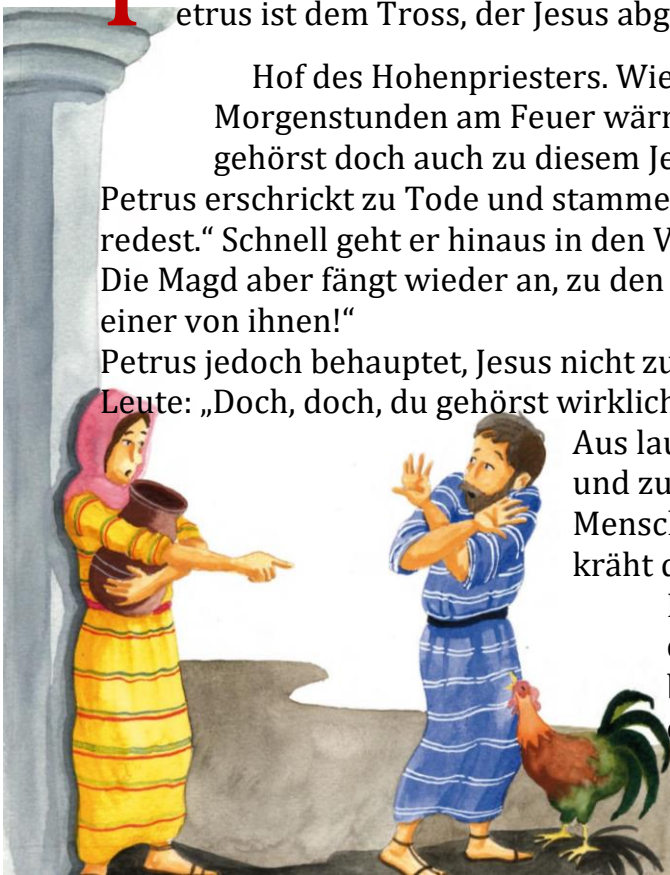 Petrus ist dem Tross, der Jesus abg
Hof des Hohenpriesters. Wie
Morgenstunden am Feuer wärm
gehörst doch auch zu diesem Je
Petrus erschrickt zu Tode und stamme
redest.“ Schnell geht er hinaus in den V
Die Magd aber fängt wieder an, zu den
einer von ihnen!“
Petrus jedoch behauptet, Jesus nicht zu
Leute: „Doch, doch, du gehörst wirklich
Aus lau
und zu
Mensch
kräht d